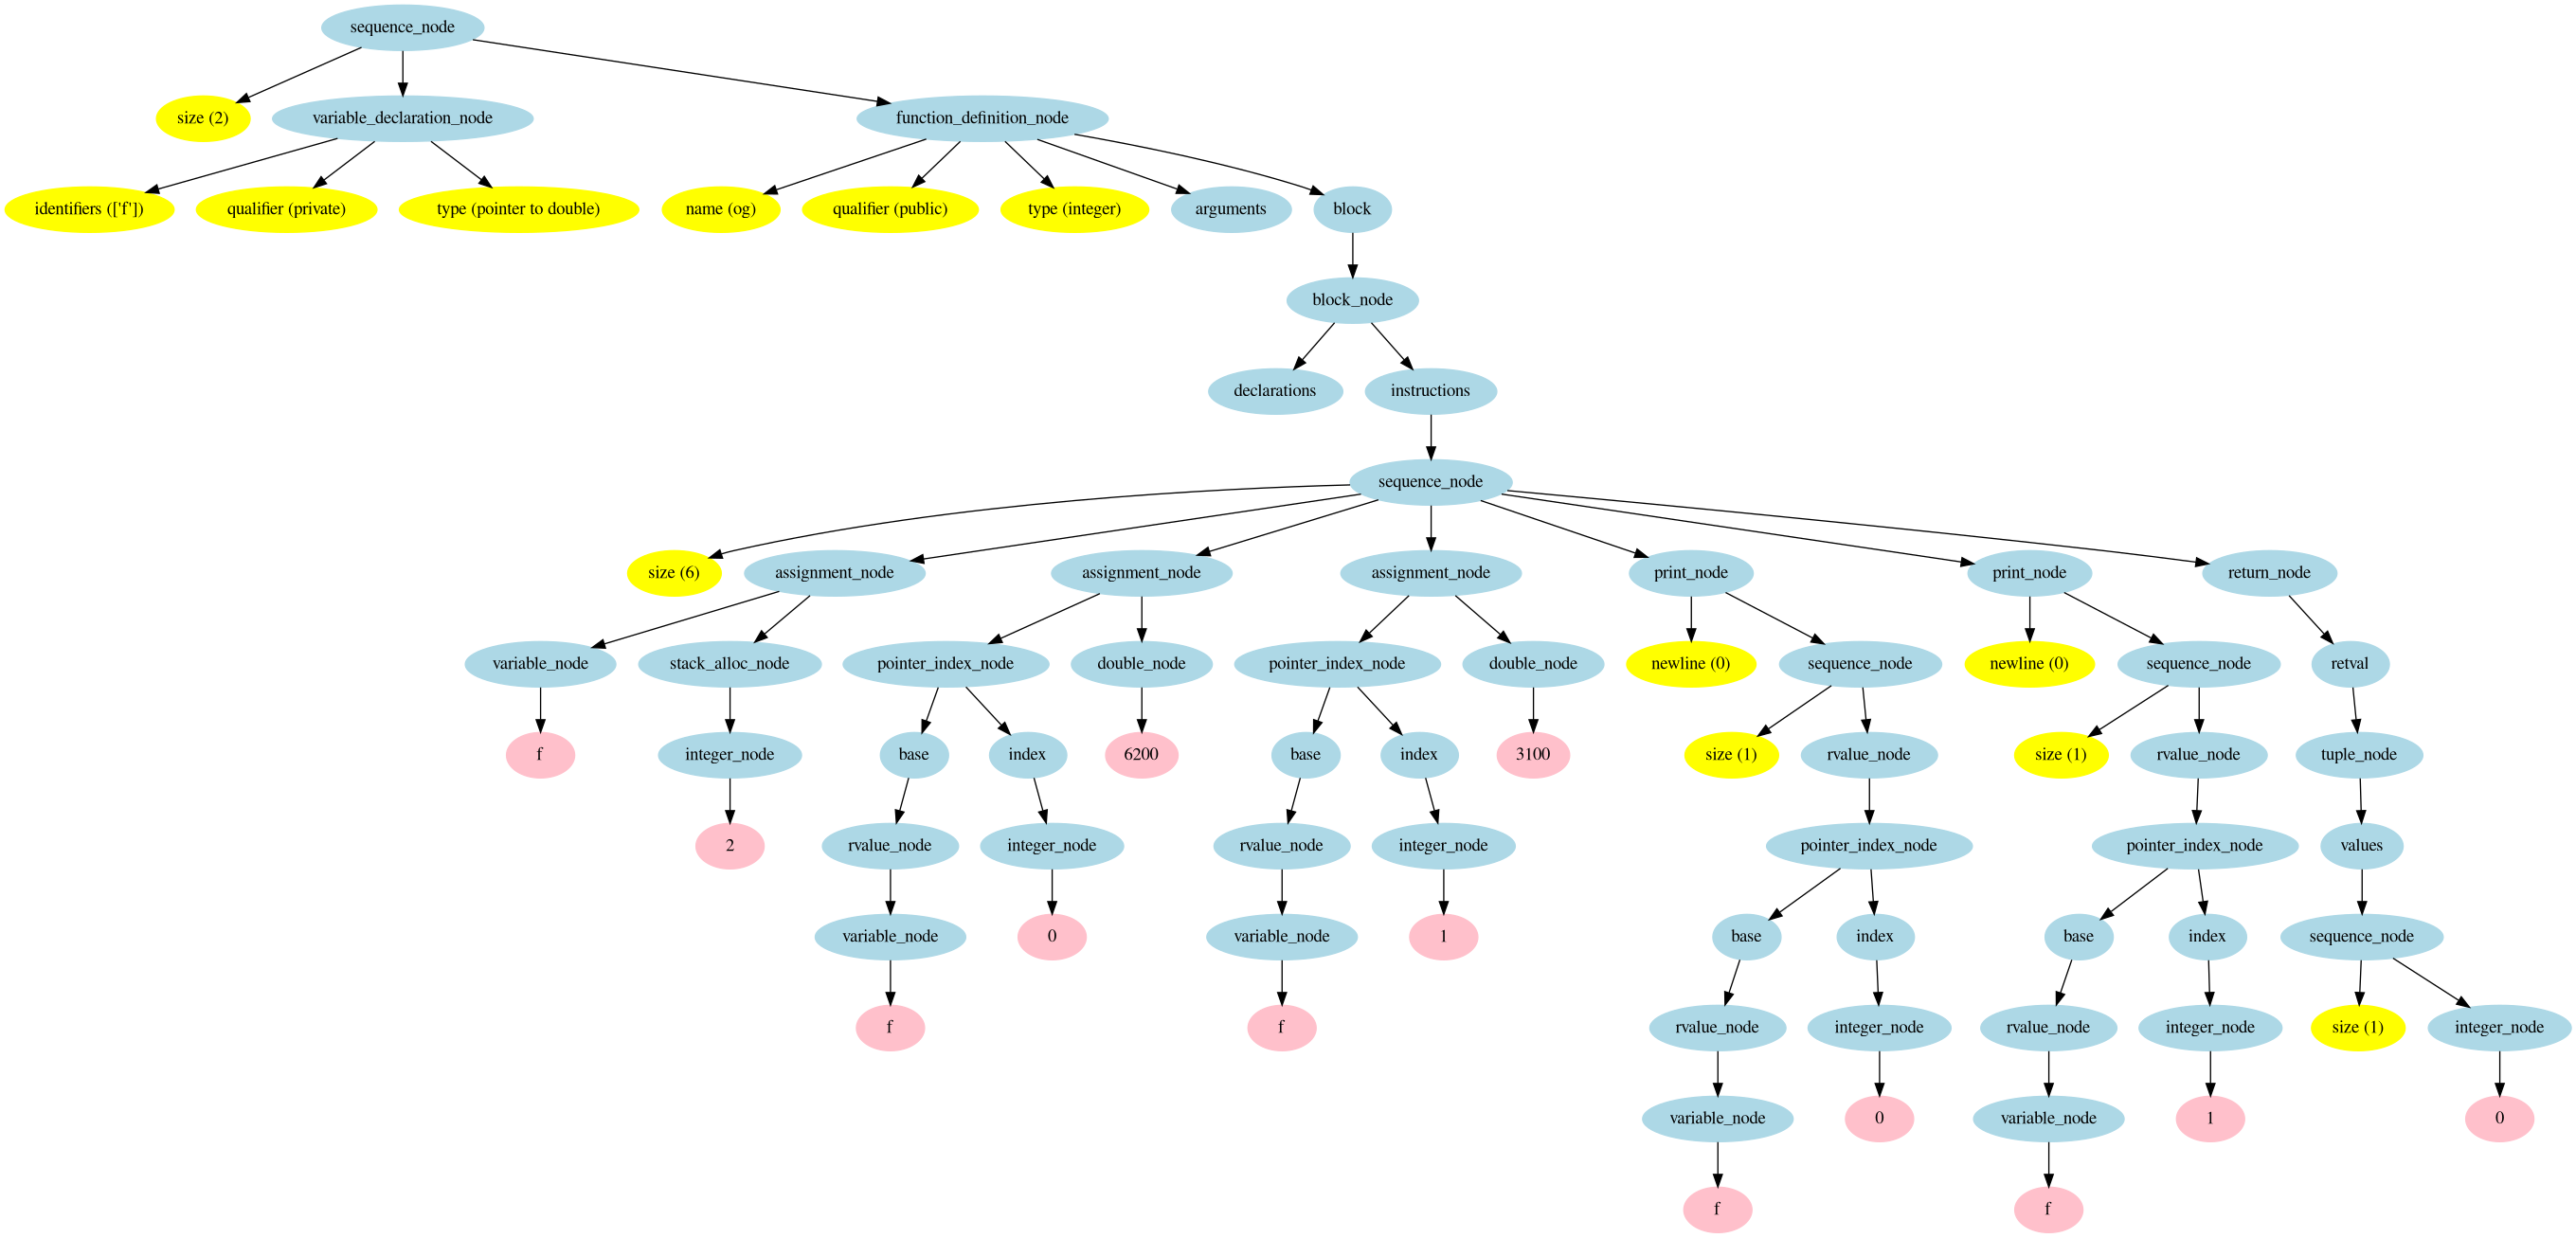 sequence_node
size (2)
variable_declaration_node
function_definition_node
identifiers (['f'])
qualifier (private)
type (pointer to double)
name (og)
qualifier (public)
type (integer)
arguments
block
block_node
declarations
instructions
sequence_node
size (6)
assignment_node
assignment_node
assignment_node
print_node
print_node
return_node
variable_node
stack_alloc_node
pointer_index_node
double_node
pointer_index_node
double_node
newline (0)
sequence_node
newline (0)
sequence_node
retval
f
integer_node
base
index
6200
base
index
3100
size (1)
rvalue_node
size (1)
rvalue_node
tuple_node
2
rvalue_node
integer_node
rvalue_node
integer_node
pointer_index_node
pointer_index_node
values
variable_node
0
variable_node
1
base
index
base
index
sequence_node
f
f
rvalue_node
integer_node
rvalue_node
integer_node
size (1)
integer_node
variable_node
0
variable_node
1
0
f
f